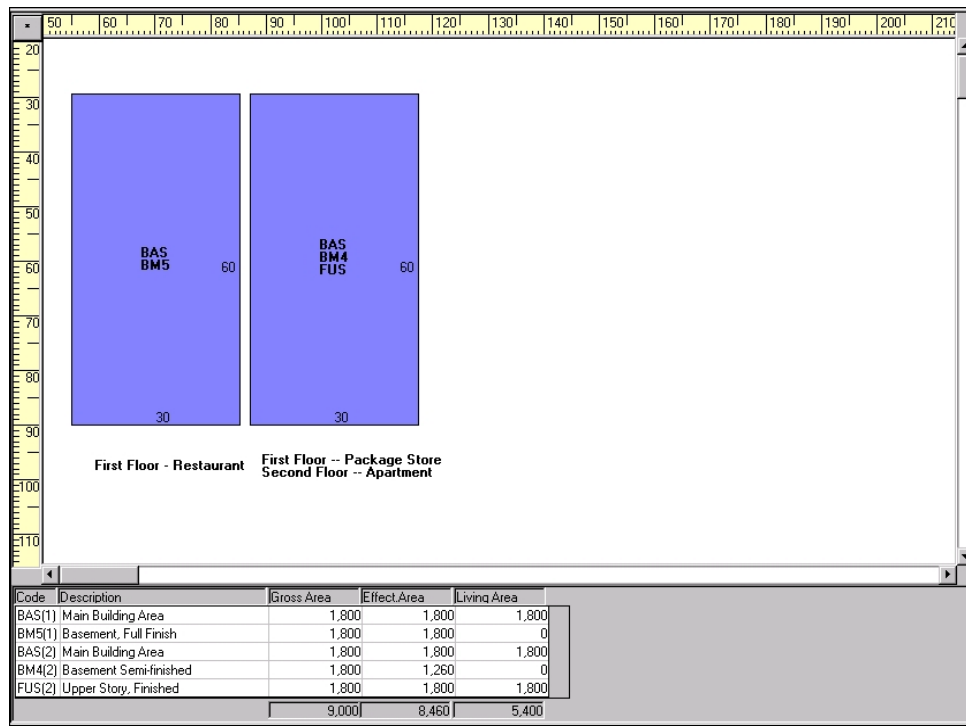 50 60 70 80 90 100 110 120 130 140 150 160 170 180 190 200 210
20
30
40
50
60
70
80
90
100
110
BAS
BM5
60
30
BAS
BM4
FUS
60
30
First Floor - Restaurant
First Floor -- Package Store
Second Floor -- Apartment
Code Description Gross Area Effect.Area Living Area
BAS(1) Main Building Area 1,800 1,800 1,800
BM5(1) Basement, Full Finish 1,800 1,800 0
BAS(2) Main Building Area 1,800 1,800 1,800
BM4(2) Basement Semi-finished 1,800 1,260 0
FUS(2) Upper Story, Finished 1,800 1,800 1,800
9,000 8,460 5,400